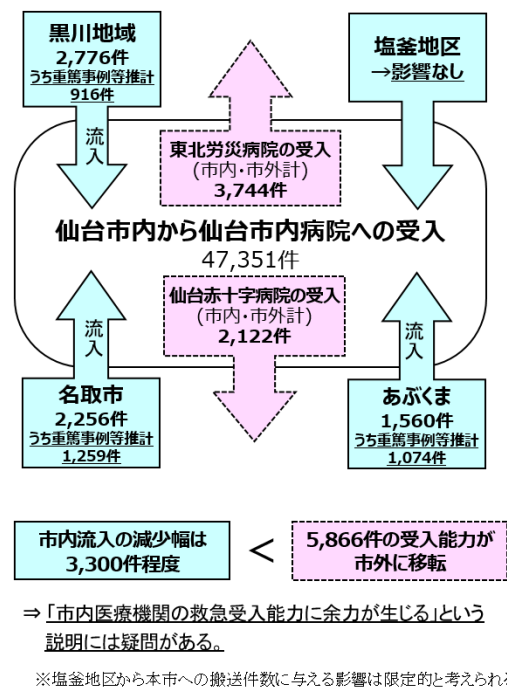 黒川地域
2,776件
うち重篤事例等推計
916件
流入
塩釜地区
→影響なし
東北労災病院の受入
(市内・市外計)
3,744件
仙台市内から仙台市内病院への受入
47,351件
仙台赤十字病院の受入
(市内・市外計)
2,122件
流入
名取市
2,256件
うち重篤事例等推計
1,259件
流入
あぶくま
1,560件
うち重篤事例等推計
1,074件
市内流入の減少幅は
3,300件程度
<
5,866件の受入能力が
市外に移転
⇒「市内医療機関の救急受入能力に余力が生じる」という
説明には疑問がある。
※塩釜地区から本市への搬送件数に与える影響は限定的と考えられ